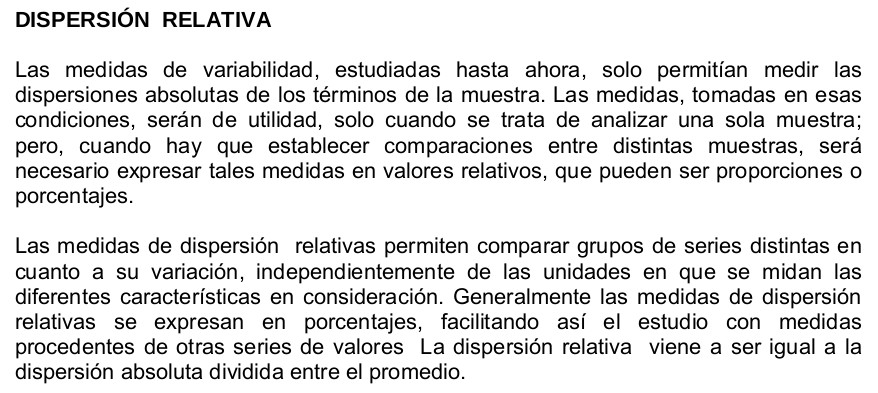 DISPERSIÓN  RELATIVA
Las medidas de variabilidad, estudiadas hasta ahora, solo permitían medir las
dispersiones absolutas de los términos de la muestra. Las medidas, tomadas en esas
condiciones, serán de utilidad, solo cuando se trata de analizar una sola muestra;
pero, cuando hay que establecer comparaciones entre distintas muestras, será
necesario expresar tales medidas en valores relativos, que pueden ser proporciones o
porcentajes.
Las medidas de dispersión  relativas permiten comparar grupos de series distintas en
cuanto a su variación, independientemente de las unidades en que se midan las
diferentes características en consideración. Generalmente las medidas de dispersión
relativas se expresan en porcentajes, facilitando así el estudio con medidas
procedentes de otras series de valores  La dispersión relativa  viene a ser igual a la
dispersión absoluta dividida entre el promedio.